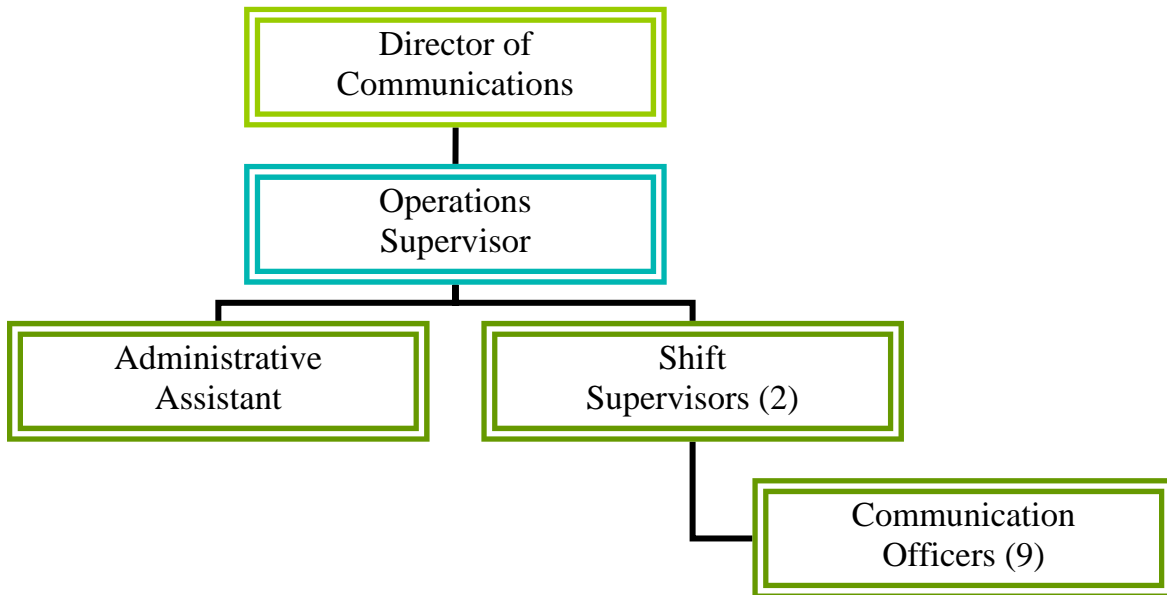 Director of
Communications
Operations
Supervisor
Administrative
Assistant
Shift
Supervisors (2)
Communication
Officers (9)